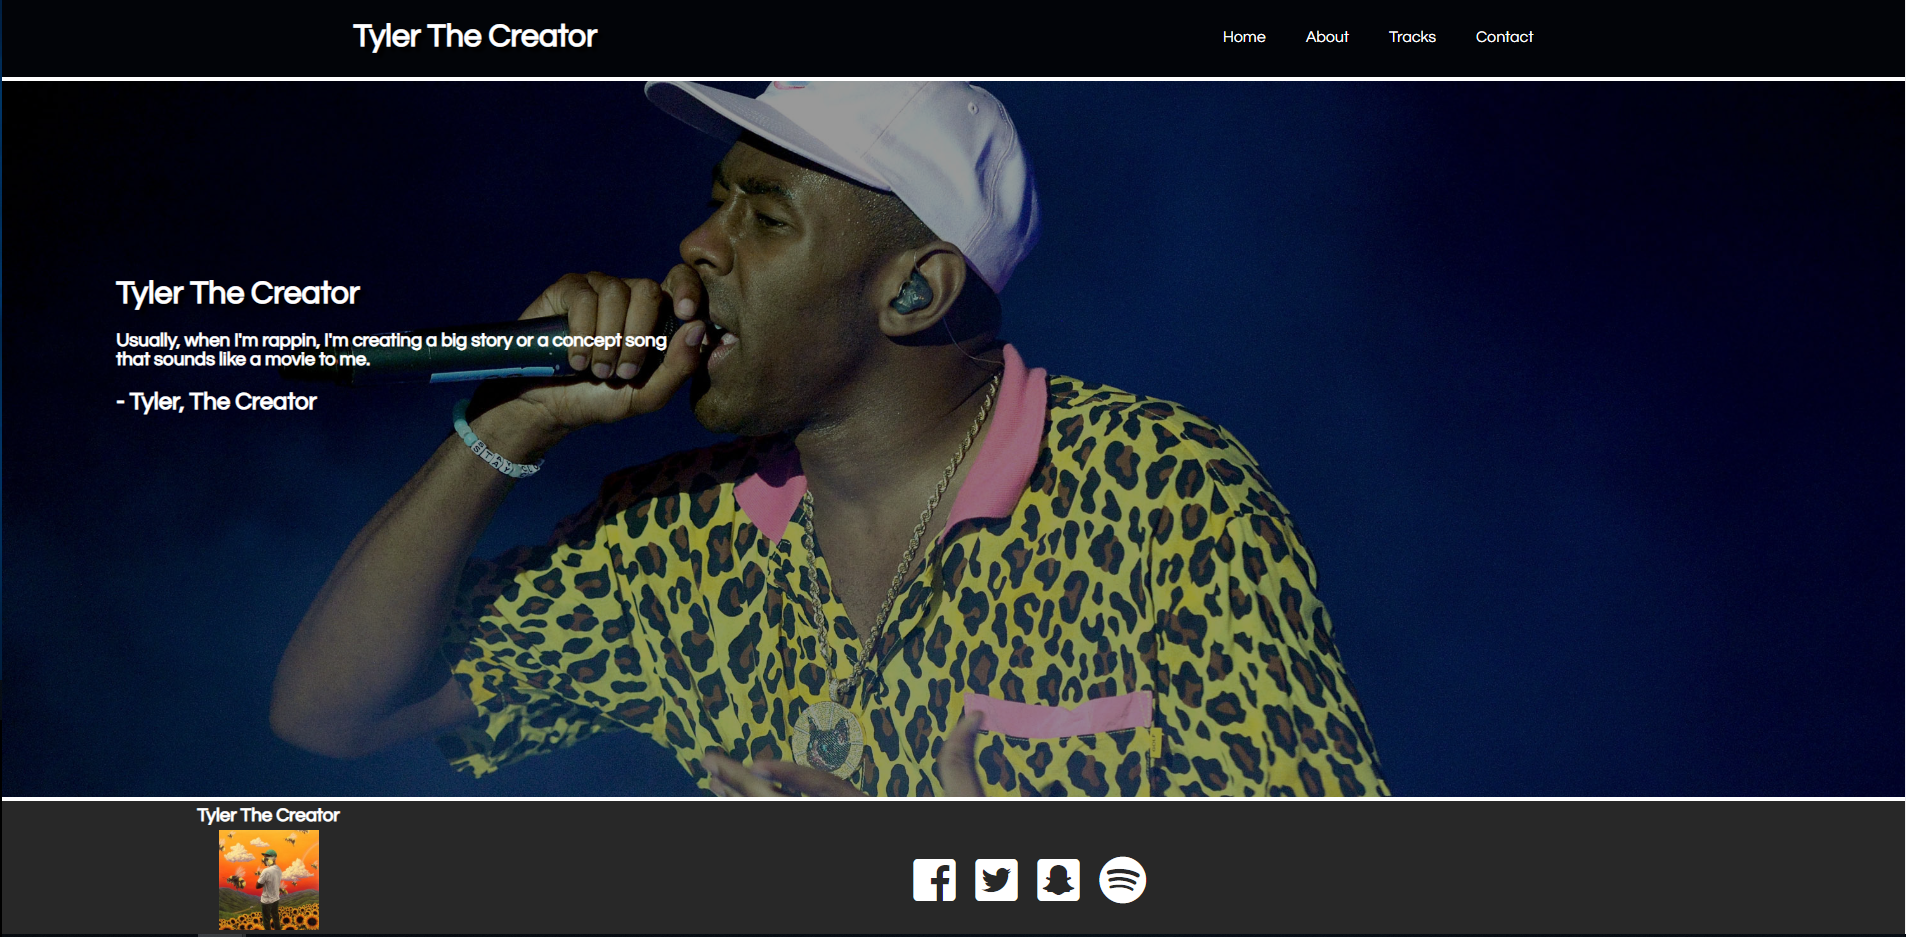 Tyler The Creator
Home
About
Tracks
Contact
Tyler The Creator
Usually, when I'm rappin, I'm creating a big story or a concept song
that sounds like a movie to me.
- Tyler, The Creator
Tyler The Creator